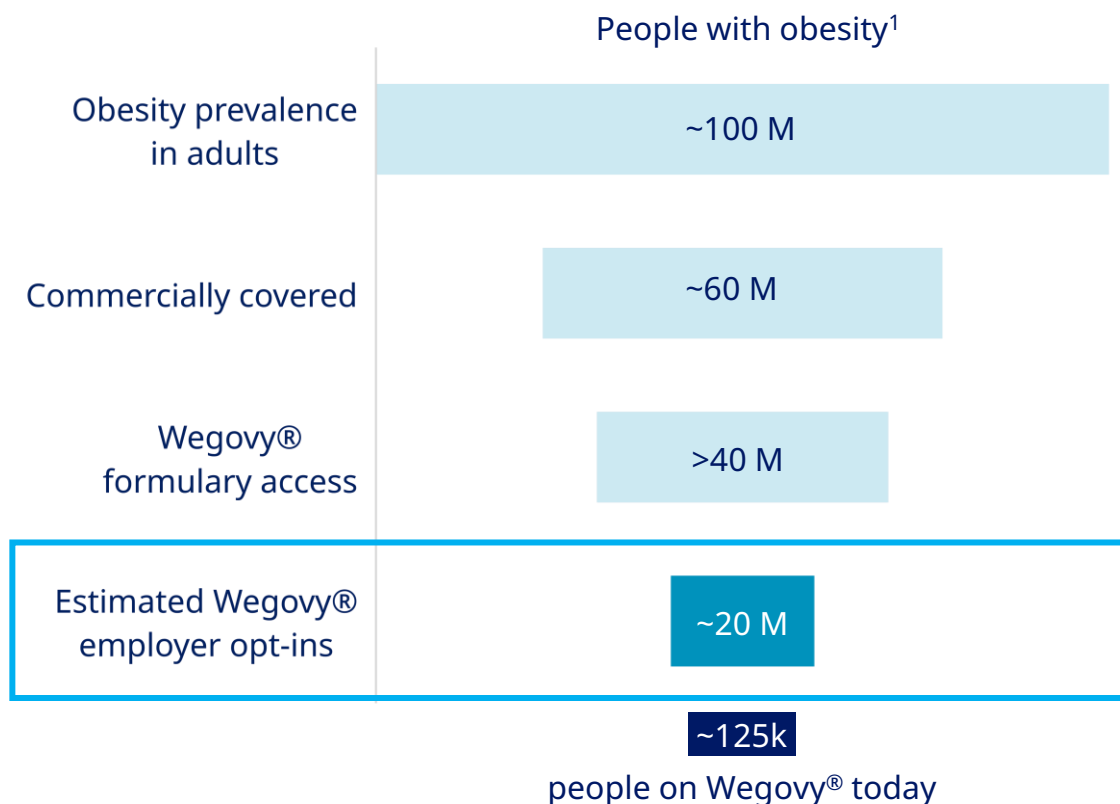 People with obesity¹
Obesity prevalence
in adults
~100 M
Commercially covered
~60 M
Wegovy®
formulary access
>40 M
Estimated Wegovy®
employer opt-ins
~20 M
~125k
people on Wegovy® today